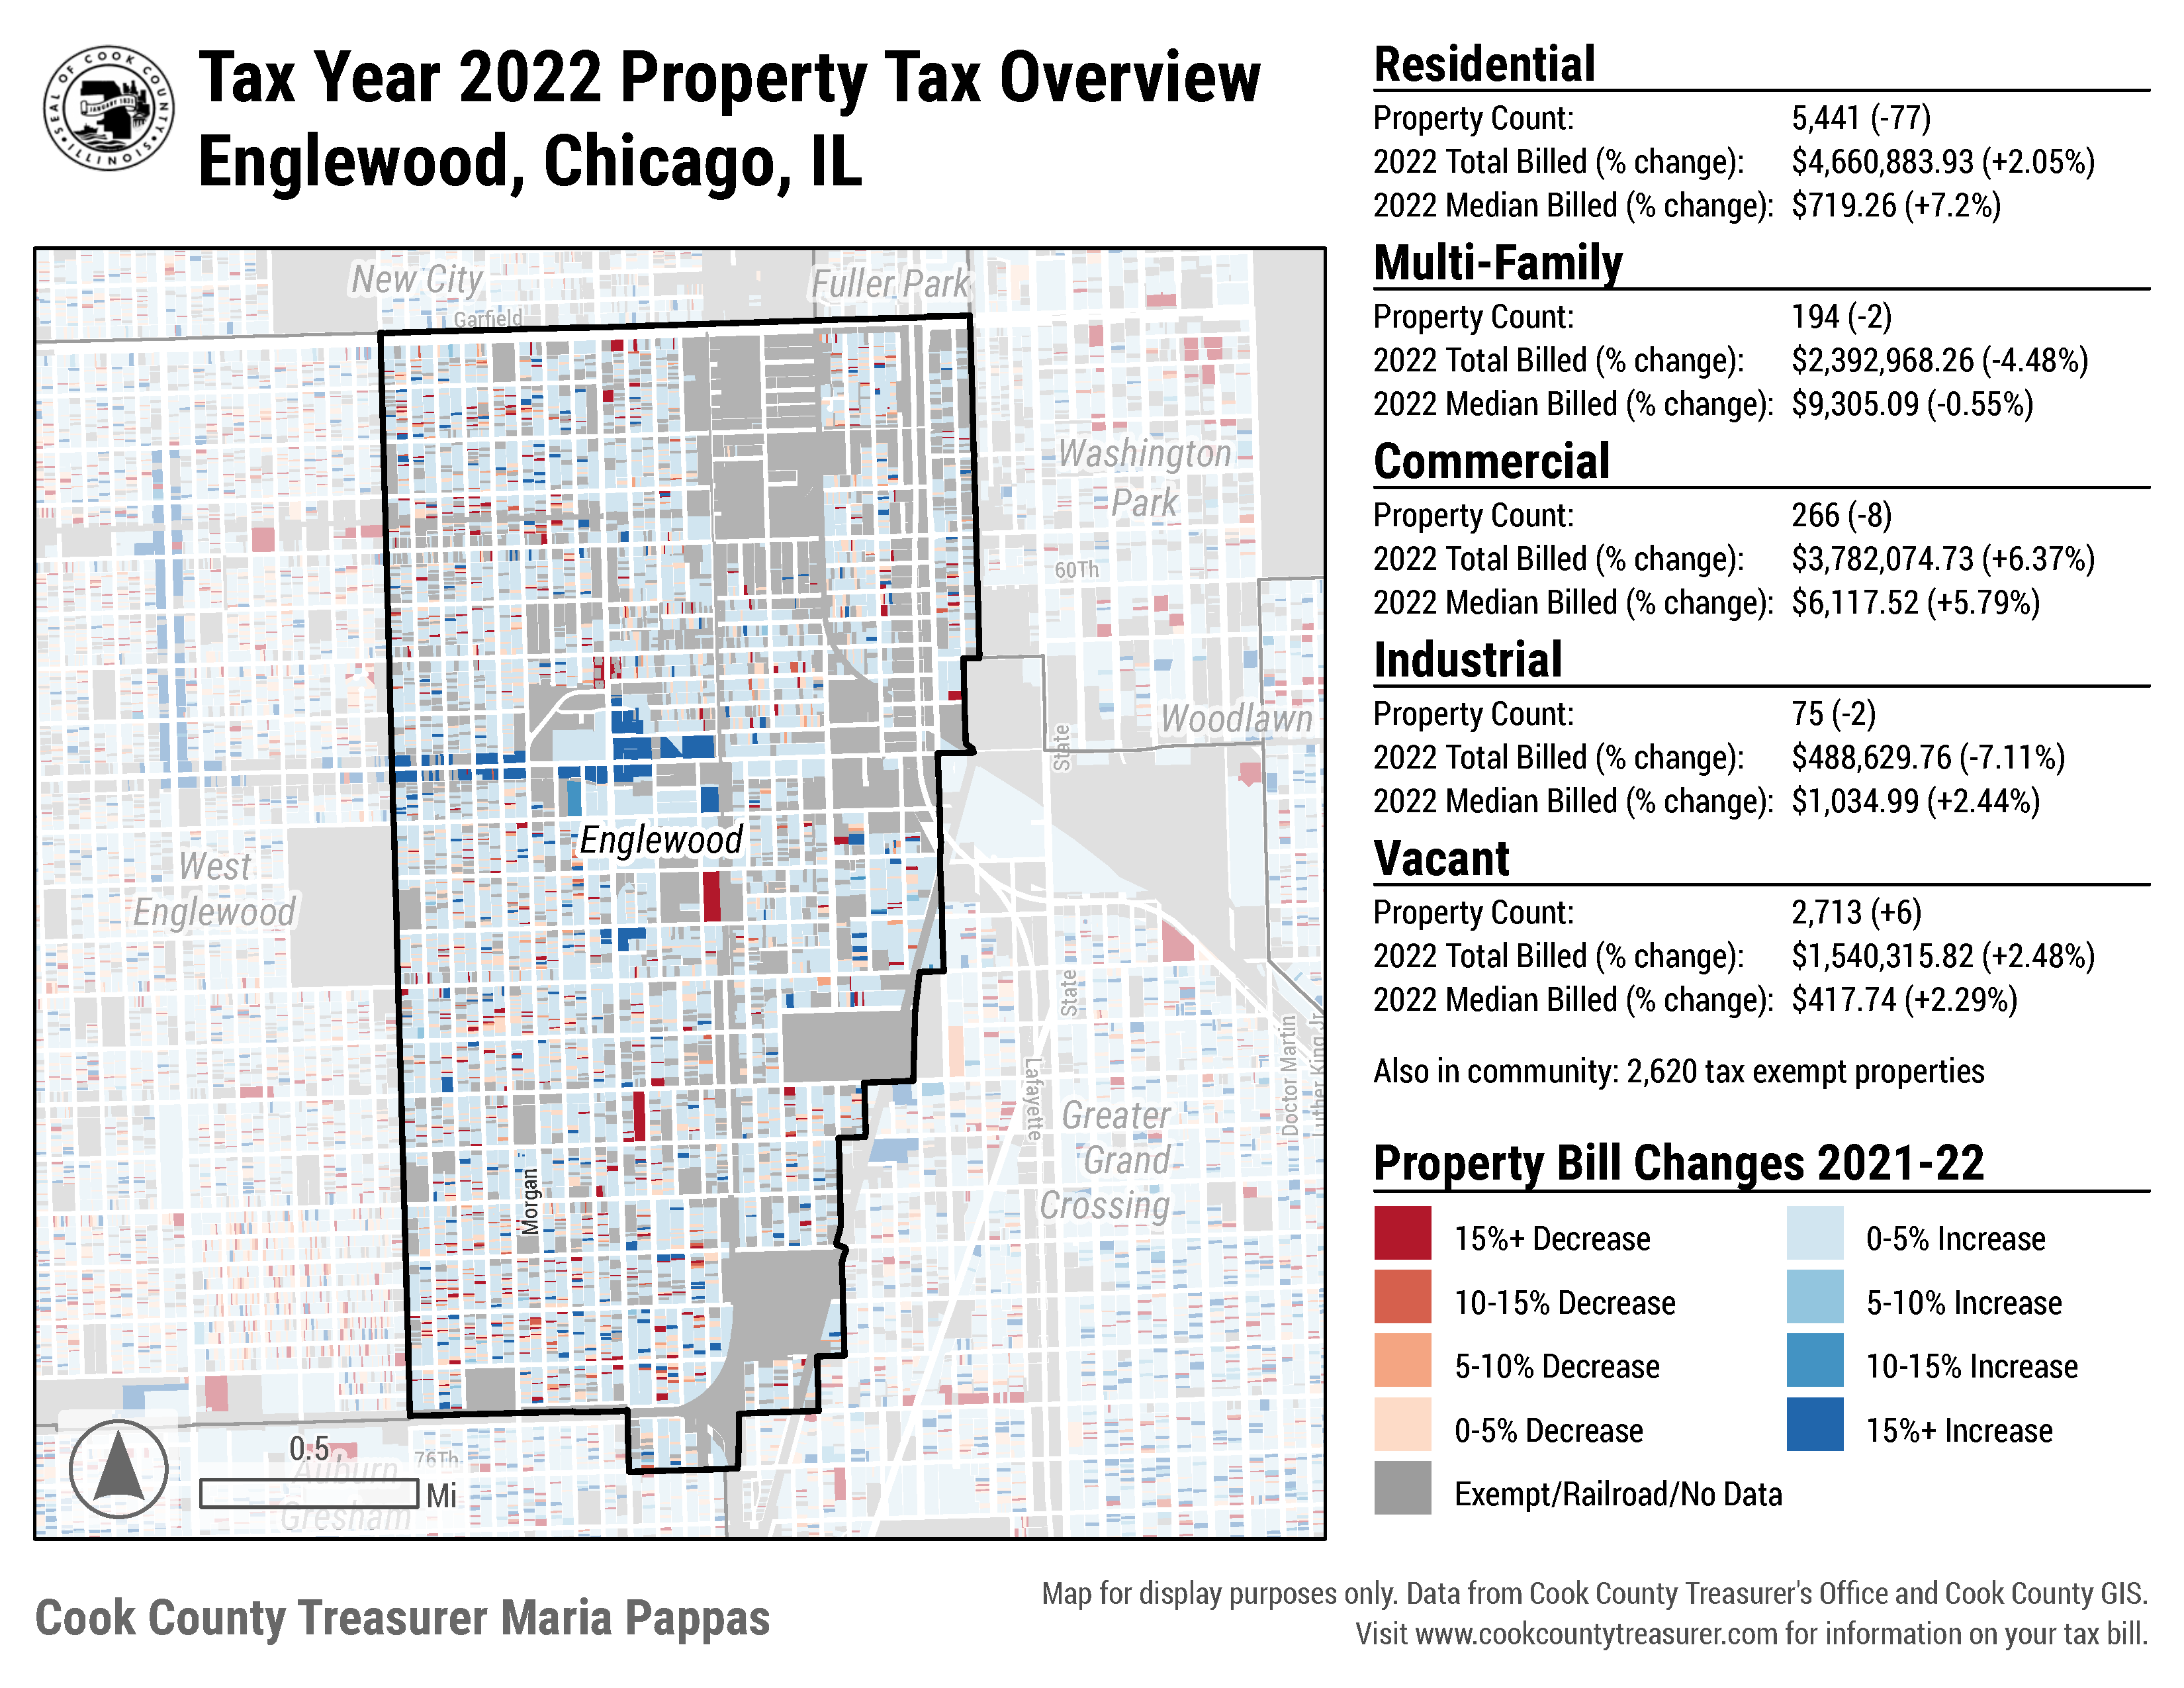 SEAL OF COOK COUNTY
JANUARY 1831
ILLINOIS
Tax Year 2022 Property Tax Overview
Englewood, Chicago, IL
New City
Fuller Park
Garfield
Washington
Park
60Th
Woodlawn
State
Englewood
West
Englewood
State
Doctor Martin
Luther King Jr
Lafayette
Greater
Grand
Crossing
Morgan
0.5
Mi
76Th
Auburn
Gresham
Residential
Property Count: 5,441 (-77)
2022 Total Billed (% change): $4,660,883.93 (+2.05%)
2022 Median Billed (% change): $719.26 (+7.2%)
Multi-Family
Property Count: 194 (-2)
2022 Total Billed (% change): $2,392,968.26 (-4.48%)
2022 Median Billed (% change): $9,305.09 (-0.55%)
Commercial
Property Count: 266 (-8)
2022 Total Billed (% change): $3,782,074.73 (+6.37%)
2022 Median Billed (% change): $6,117.52 (+5.79%)
Industrial
Property Count: 75 (-2)
2022 Total Billed (% change): $488,629.76 (-7.11%)
2022 Median Billed (% change): $1,034.99 (+2.44%)
Vacant
Property Count: 2,713 (+6)
2022 Total Billed (% change): $1,540,315.82 (+2.48%)
2022 Median Billed (% change): $417.74 (+2.29%)
Also in community: 2,620 tax exempt properties
Property Bill Changes 2021-22
15%+ Decrease
10-15% Decrease
5-10% Decrease
0-5% Decrease
Exempt/Railroad/No Data
0-5% Increase
5-10% Increase
10-15% Increase
15%+ Increase
Cook County Treasurer Maria Pappas
Map for display purposes only. Data from Cook County Treasurer's Office and Cook County GIS.
Visit www.cookcountytreasurer.com for information on your tax bill.